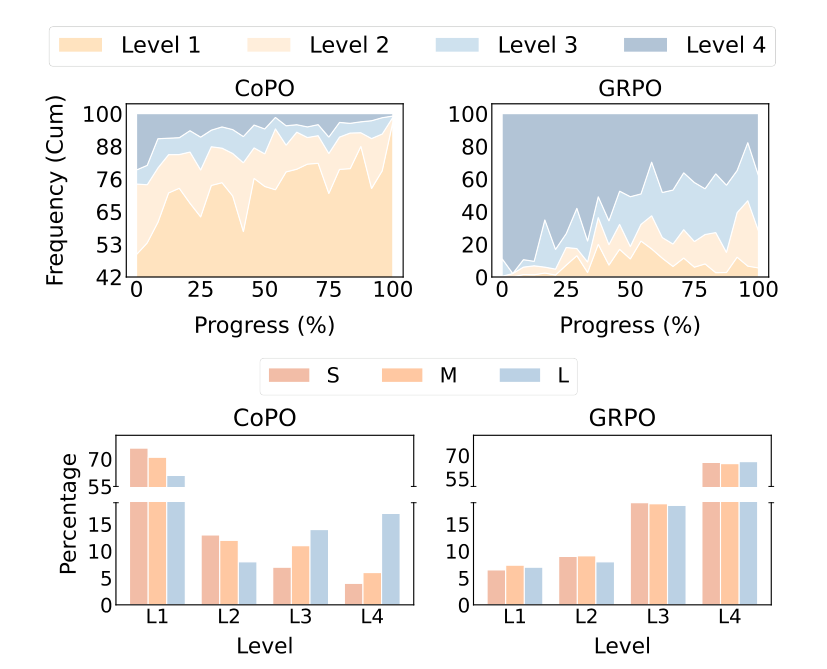 Level 1 Level 2 Level 3 Level 4
CoPO GRPO
Frequency (Cum)
100
88
76
65
53
42
0 25 50 75 100
Progress (%)
100
80
60
40
20
0
0 25 50 75 100
Progress (%)
S M L
CoPO GRPO
Percentage
70
55
15
10
5
0
L1 L2 L3 L4
Level
70
55
15
10
5
0
L1 L2 L3 L4
Level